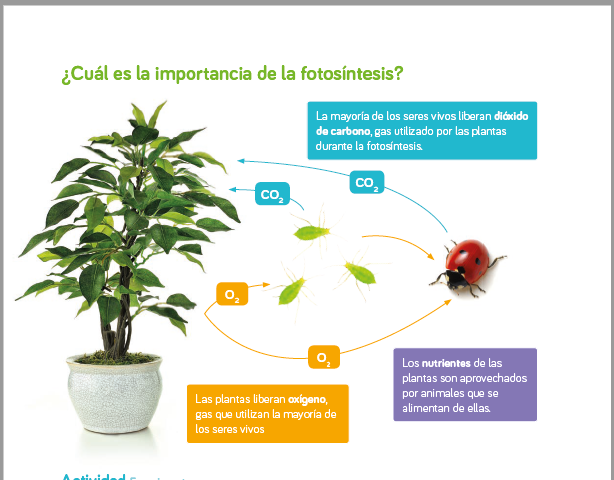 ¿Cuál es la importancia de la fotosíntesis?
La mayoría de los seres vivos liberan dióxido
de carbono, gas utilizado por las plantas
durante la fotosíntesis.
CO2
CO2
O2
O2
Los nutrientes de las
plantas son aprovechados
por animales que se
alimentan de ellas.
Las plantas liberan oxígeno,
gas que utilizan la mayoría de
los seres vivos
Actividad